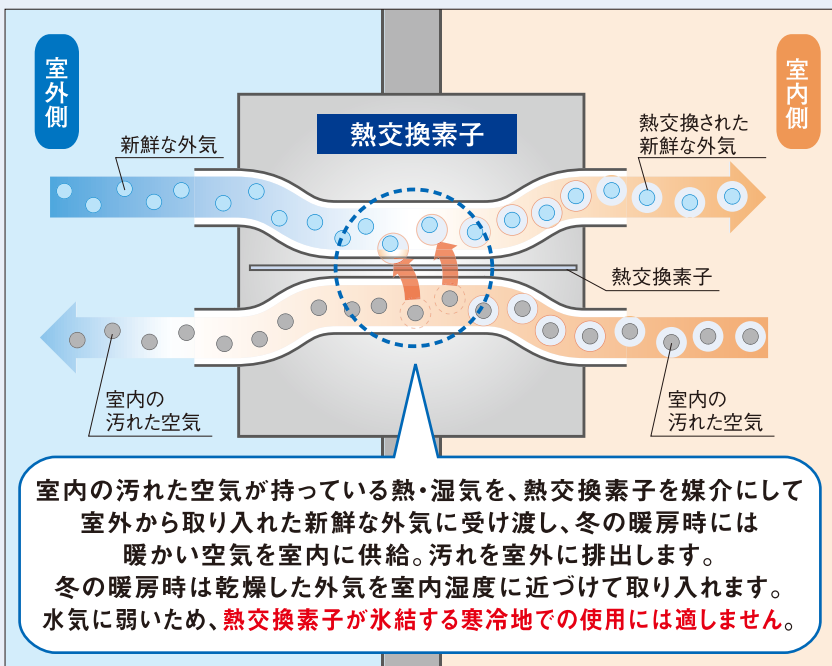 室外側
室内側
熱交換素子
新鮮な外気
熱交換された
新鮮な外気
熱交換素子
室内の
汚れた空気
室内の
汚れた空気
室内の汚れた空気が持っている熱・湿気を、熱交換素子を媒介にして
室外から取り入れた新鮮な外気に受け渡し、冬の暖房時には
暖かい空気を室内に供給。汚れを室外に排出します。
冬の暖房時は乾燥した外気を室内湿度に近づけて取り入れます。
水気に弱いため、熱交換素子が氷結する寒冷地での使用には適しません。